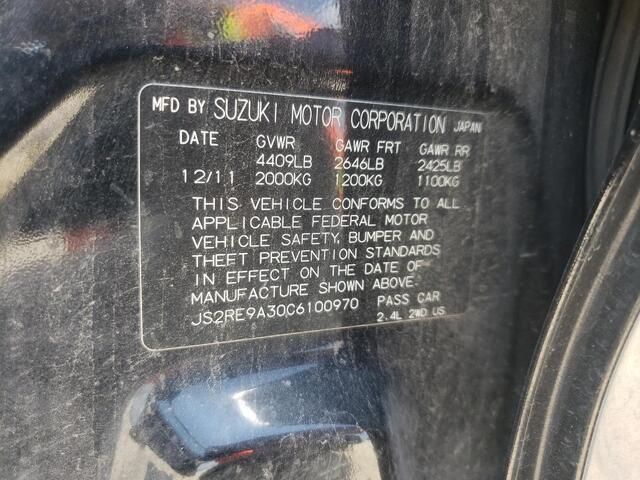 MFD BY SUZUKI MOTOR CORPORATION JAPAN
DATE GVWR GAWR FRT GAWR RR
4409LB 2646LB 2425LB
12/11 2000KG 1200KG 1100KG
THIS VEHICLE CONFORMS TO ALL
APPLICABLE FEDERAL MOTOR
VEHICLE SAFETY, BUMPER AND
THEFT PREVENTION STANDARDS
IN EFFECT ON THE DATE OF
MANUFACTURE SHOWN ABOVE.
JS2RE9A30C6100970 PASS CAR
2.4L 2WD US